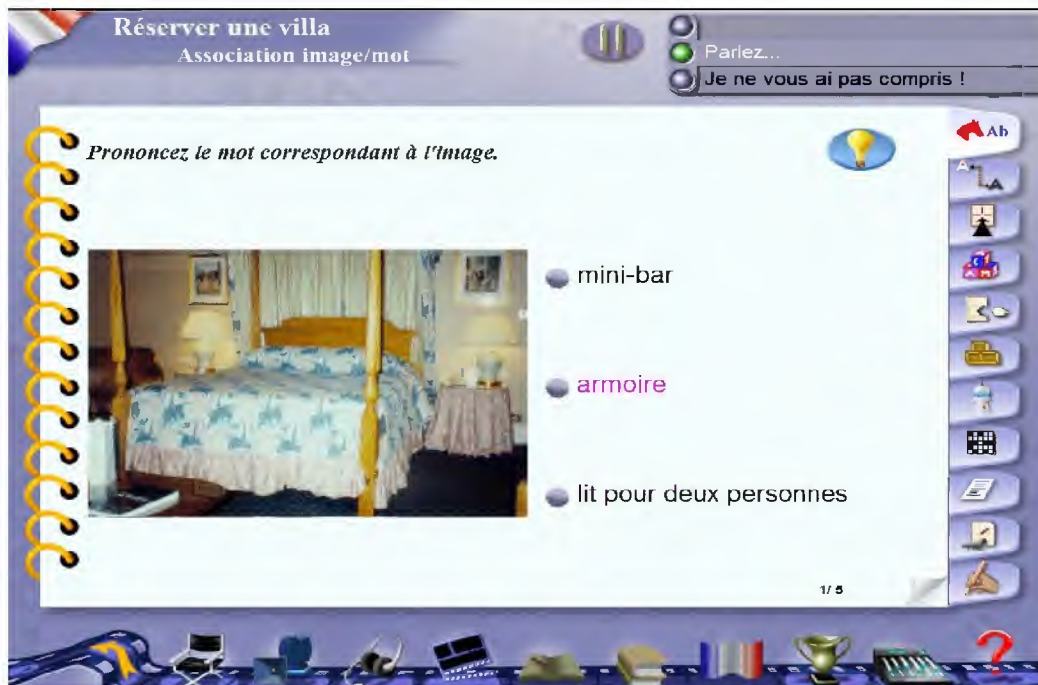 Réserver une villa
Association image/mot
Parlez...
Je ne vous ai pas compris !
Prononcez le mot correspondant à l'image.
Ab
A
A
mini-bar
armoire
lit pour deux personnes
1/ 5
?